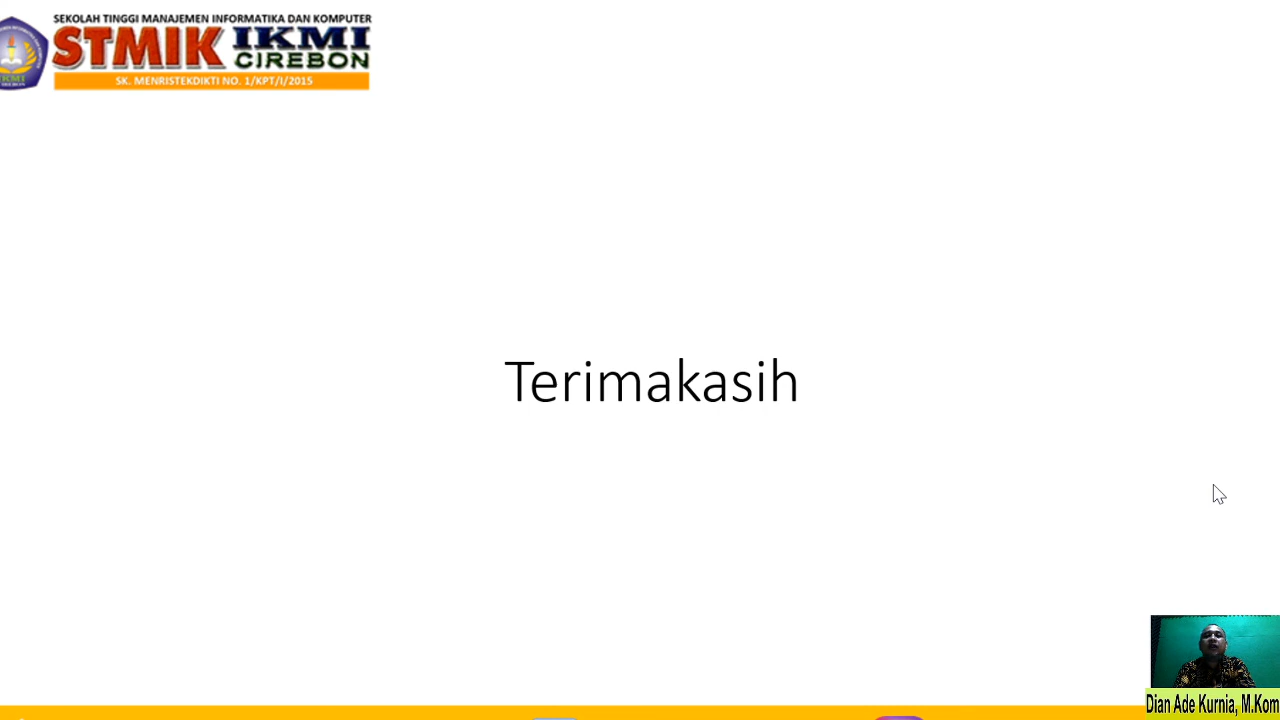 SEKOLAH TINGGI MANAJEMEN INFORMATIKA DAN KOMPUTER
STMIK IKMI
CIREBON
SK. MENRISTEKDIKTI NO. 1/KPT/I/2015
IKMI
Terimakasih
Dian Ade Kurnia, M.Kom